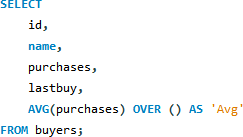 SELECT
id,
name,
purchases,
lastbuy,
AVG(purchases) OVER () AS 'Avg'
FROM buyers;